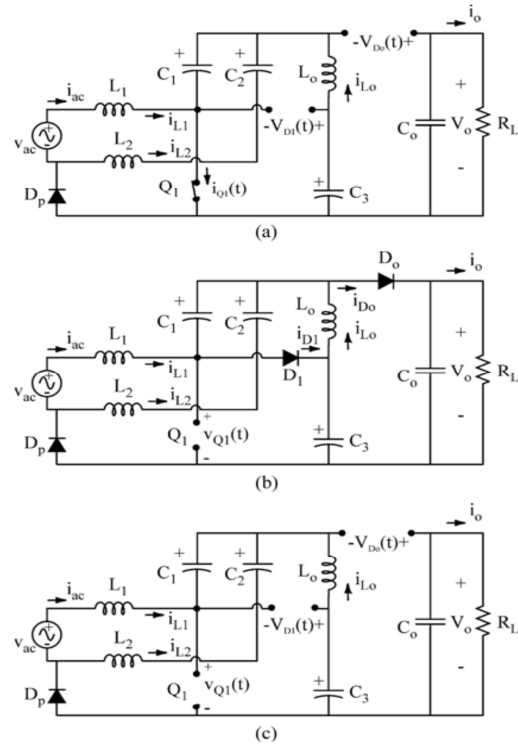 -V_Do(t)+ i_o
C_1 C_2 L_o i_Lo
i_ac L_1 i_L1 -V_D1(t)+ + C_o V_o R_L
v_ac L_2 i_L2
D_p Q_1 i_Q1(t) + C_3 -
(a)
D_o i_o
C_1 C_2 L_o i_Do
i_ac L_1 i_L1 i_D1 D_1 i_Lo + C_o V_o R_L
v_ac L_2 i_L2
D_p Q_1 + v_Q1(t) - + C_3 -
(b)
-V_Do(t)+ i_o
C_1 C_2 L_o i_Lo
i_ac L_1 i_L1 -V_D1(t)+ + C_o V_o R_L
v_ac L_2 i_L2
D_p Q_1 + v_Q1(t) - + C_3 -
(c)